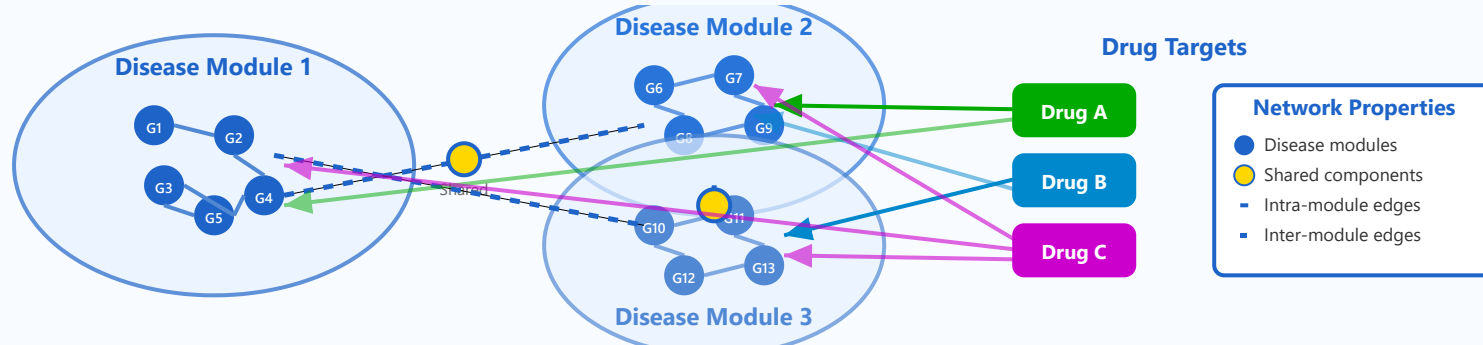 Disease Module 1
G1
G2
G3
G4
G5
Shared
Disease Module 2
G6
G7
G8
G9
G10
G11
G12
G13
Disease Module 3
Drug Targets
Drug A
Drug B
Drug C
Network Properties
Disease modules
Shared components
Intra-module edges
Inter-module edges